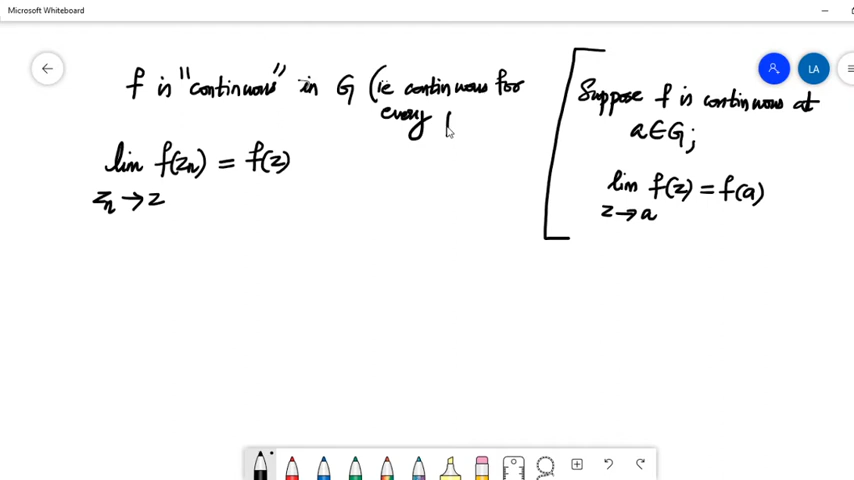 Microsoft Whiteboard
f is "continuous" in G (ie continuous for
every
lim f(zn) = f(z)
zn → z
Suppose f is continuous at
a∈G;
lim f(z) = f(a)
z → a
LA